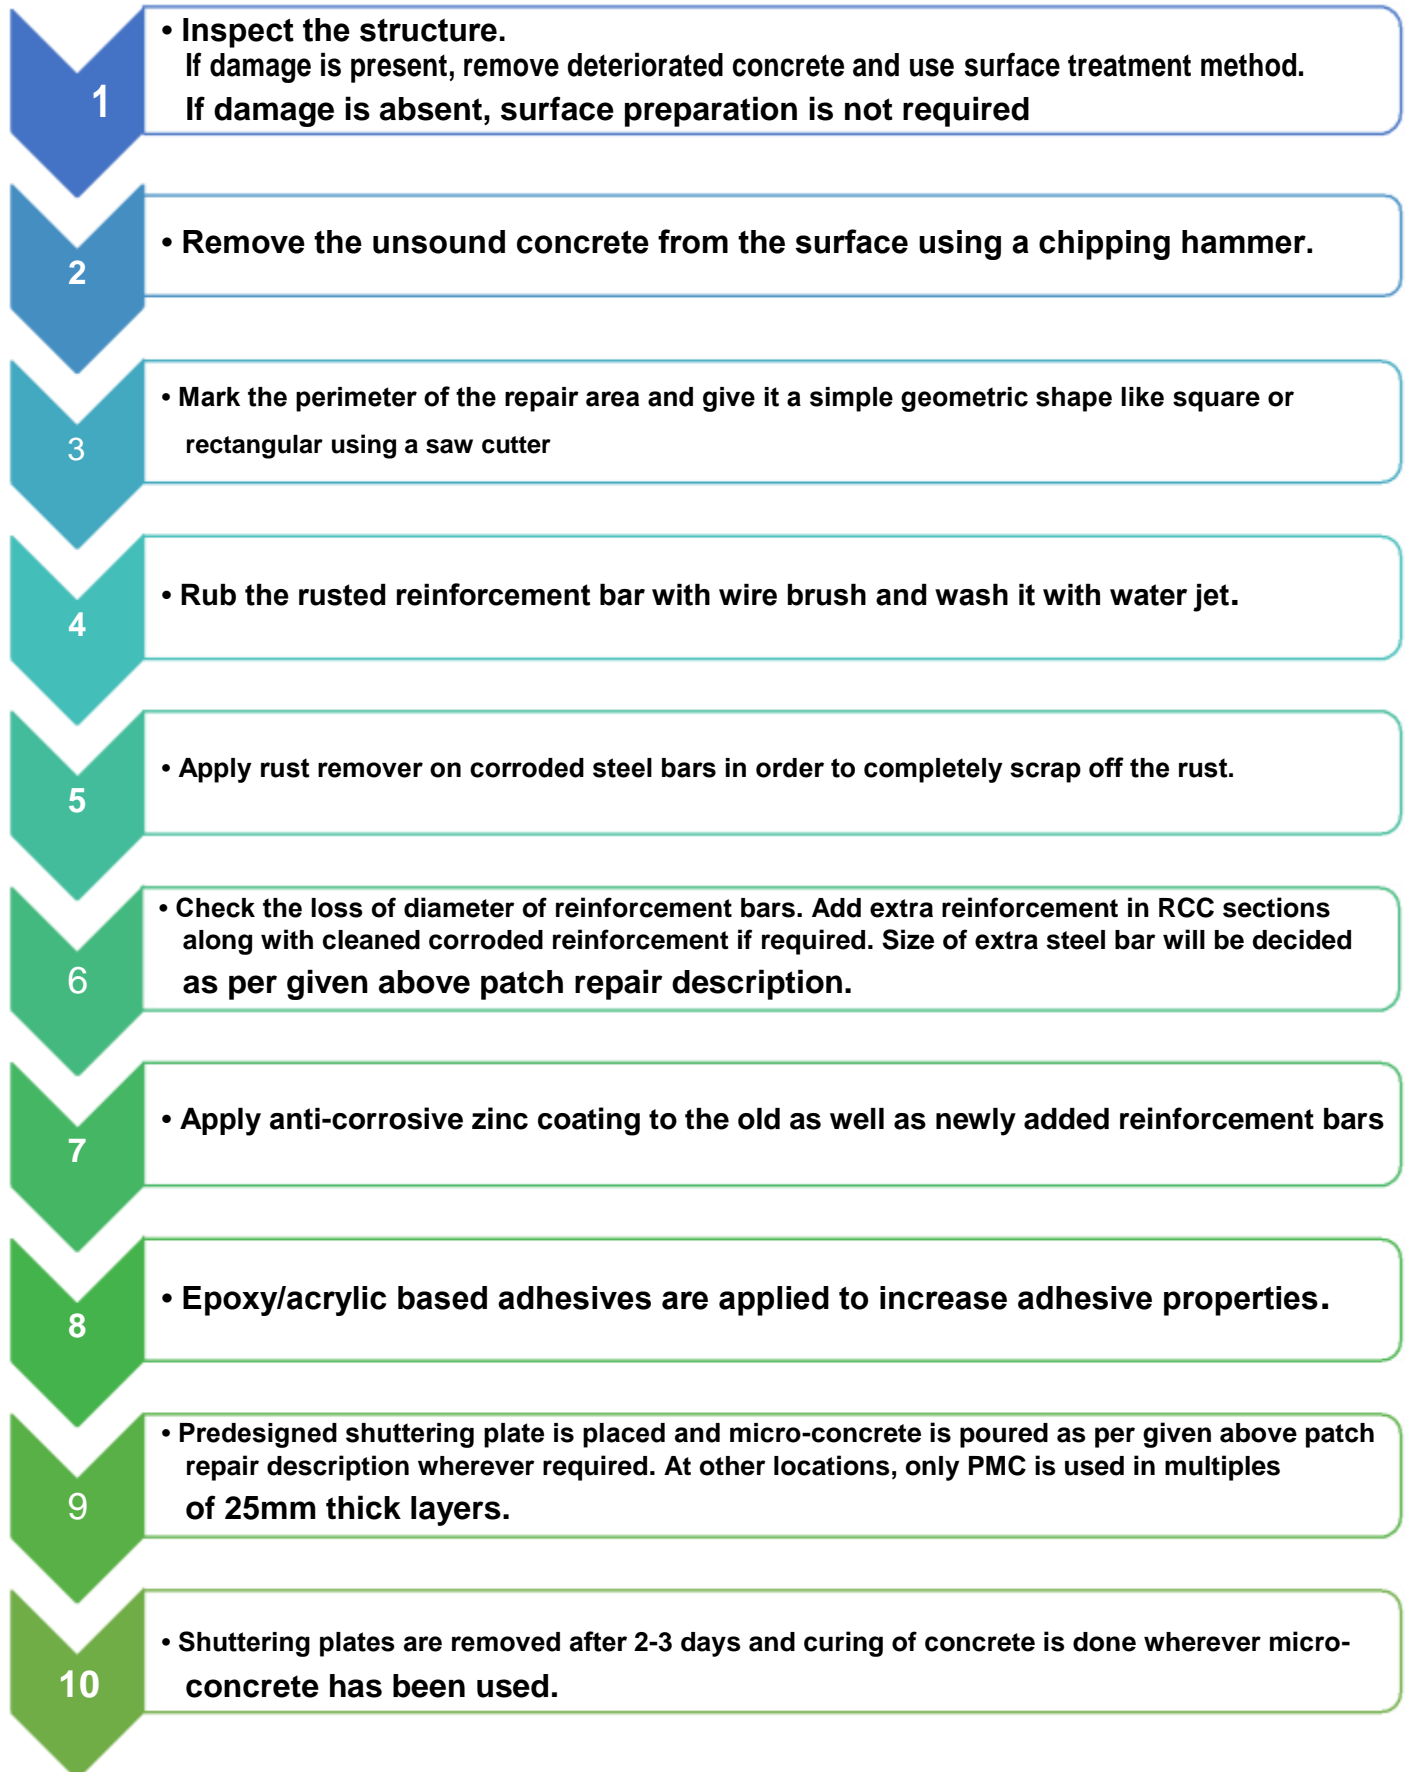 1
• Inspect the structure.
If damage is present, remove deteriorated concrete and use surface treatment method.
If damage is absent, surface preparation is not required
2
• Remove the unsound concrete from the surface using a chipping hammer.
3
• Mark the perimeter of the repair area and give it a simple geometric shape like square or
rectangular using a saw cutter
4
• Rub the rusted reinforcement bar with wire brush and wash it with water jet.
5
• Apply rust remover on corroded steel bars in order to completely scrap off the rust.
6
• Check the loss of diameter of reinforcement bars. Add extra reinforcement in RCC sections
along with cleaned corroded reinforcement if required. Size of extra steel bar will be decided
as per given above patch repair description.
7
• Apply anti-corrosive zinc coating to the old as well as newly added reinforcement bars
8
• Epoxy/acrylic based adhesives are applied to increase adhesive properties.
9
• Predesigned shuttering plate is placed and micro-concrete is poured as per given above patch
repair description wherever required. At other locations, only PMC is used in multiples
of 25mm thick layers.
10
• Shuttering plates are removed after 2-3 days and curing of concrete is done wherever micro-
concrete has been used.